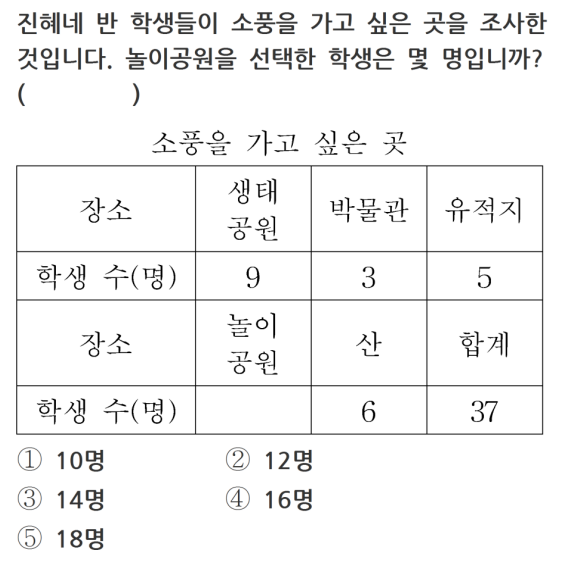 진혜네 반 학생들이 소풍을 가고 싶은 곳을 조사한
것입니다. 놀이공원을 선택한 학생은 몇 명입니까?
(          )
소풍을 가고 싶은 곳
장소 생태 공원 박물관 유적지
학생 수(명) 9 3 5
장소 놀이 공원 산 합계
학생 수(명) 6 37
① 10명 ② 12명
③ 14명 ④ 16명
⑤ 18명